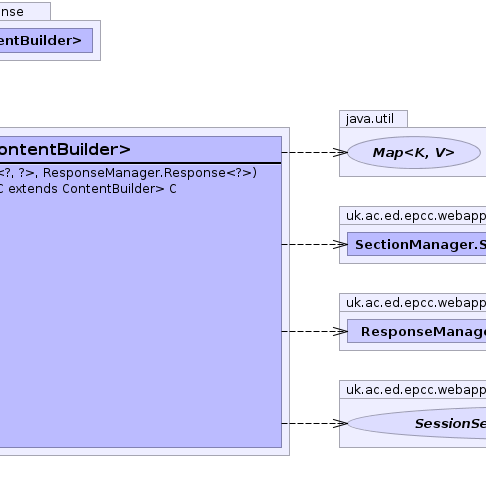 nse
entBuilder>
ontentBuilder>
<?, ?>, ResponseManager.Response<?>)
C extends ContentBuilder> C
java.util
Map<K, V>
uk.ac.ed.epcc.webapp
SectionManager.S
uk.ac.ed.epcc.webapp
ResponseManage
uk.ac.ed.epcc.webapp
SessionSe